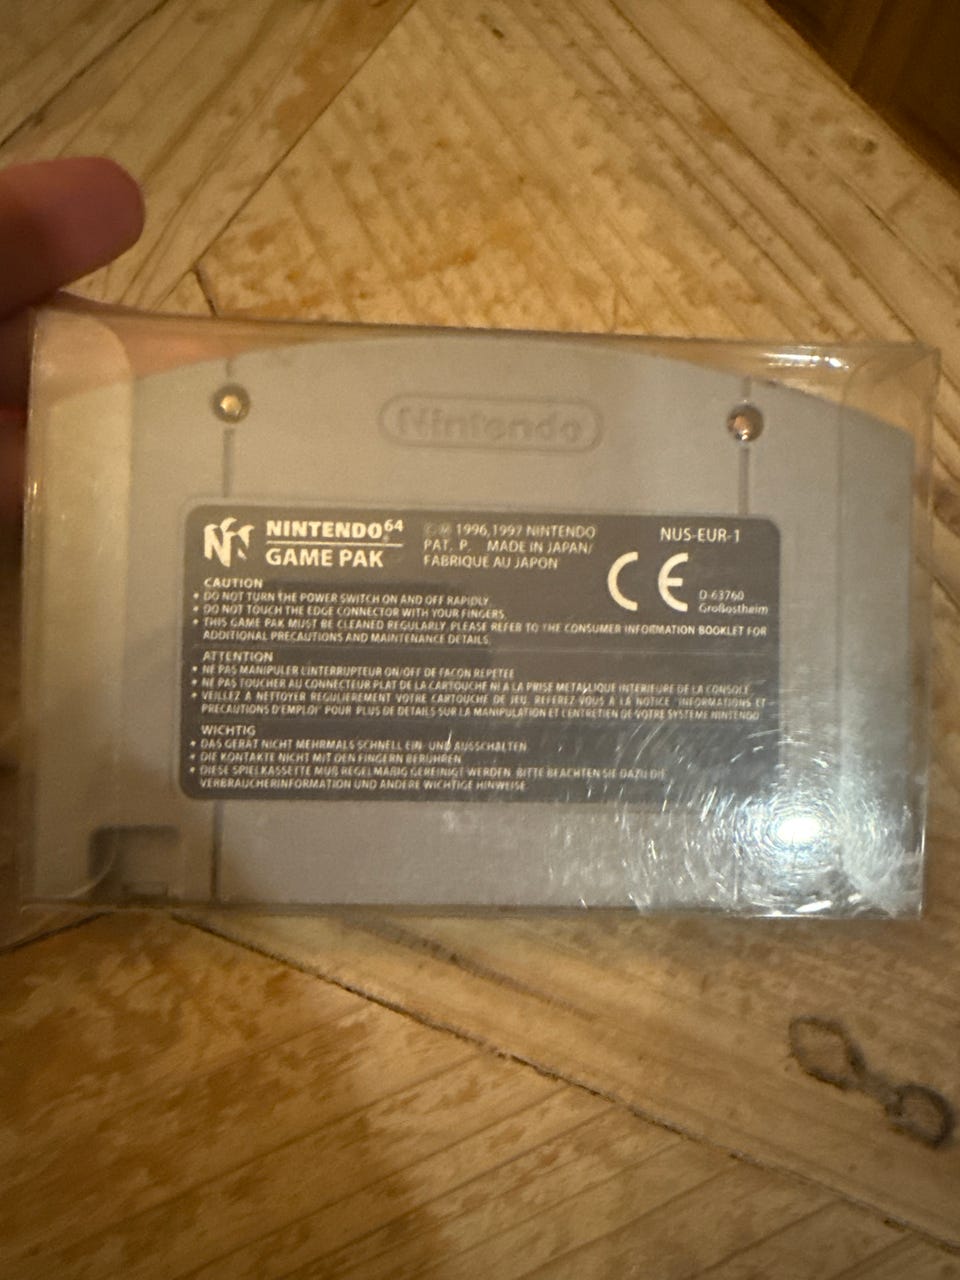 Nintendo
NINTENDO64
GAME PAK
©Ⓜ 1996,1997 NINTENDO
PAT. P. MADE IN JAPAN/
FABRIQUE AU JAPON
NUS-EUR-1
CE
D-63760
Großostheim
CAUTION
• DO NOT TURN THE POWER SWITCH ON AND OFF RAPIDLY.
• DO NOT TOUCH THE EDGE CONNECTOR WITH YOUR FINGERS.
• THIS GAME PAK MUST BE CLEANED REGULARLY. PLEASE REFER TO THE CONSUMER INFORMATION BOOKLET FOR
ADDITIONAL PRECAUTIONS AND MAINTENANCE DETAILS.
ATTENTION
• NE PAS MANIPULER L'INTERRUPTEUR ON/OFF DE FACON REPETEE
• NE PAS TOUCHER AU CONNECTEUR PLAT DE LA CARTOUCHE NI A LA PRISE METALLIQUE INTERIEURE DE LA CONSOLE
• VEILLEZ A NETTOYER REGULIEREMENT VOTRE CARTOUCHE DE JEU. REFEREZ-VOUS A LA NOTICE "INFORMATIONS ET
PRECAUTIONS D'EMPLOI" POUR PLUS DE DETAILS SUR LA MANIPULATION ET L'ENTRETIEN DE VOTRE SYSTEME NINTENDO
WICHTIG
• DAS GERÄT NICHT MEHRMALS SCHNELL EIN- UND AUSSCHALTEN
• DIE KONTAKTE NICHT MIT DEN FINGERN BERÜHREN
• DIESE SPIELKASSETTE MUß REGELMÄßIG GEREINIGT WERDEN. BITTE BEACHTEN SIE DAZU DIE
VERBRAUCHERINFORMATION UND ANDERE WICHTIGE HINWEISE